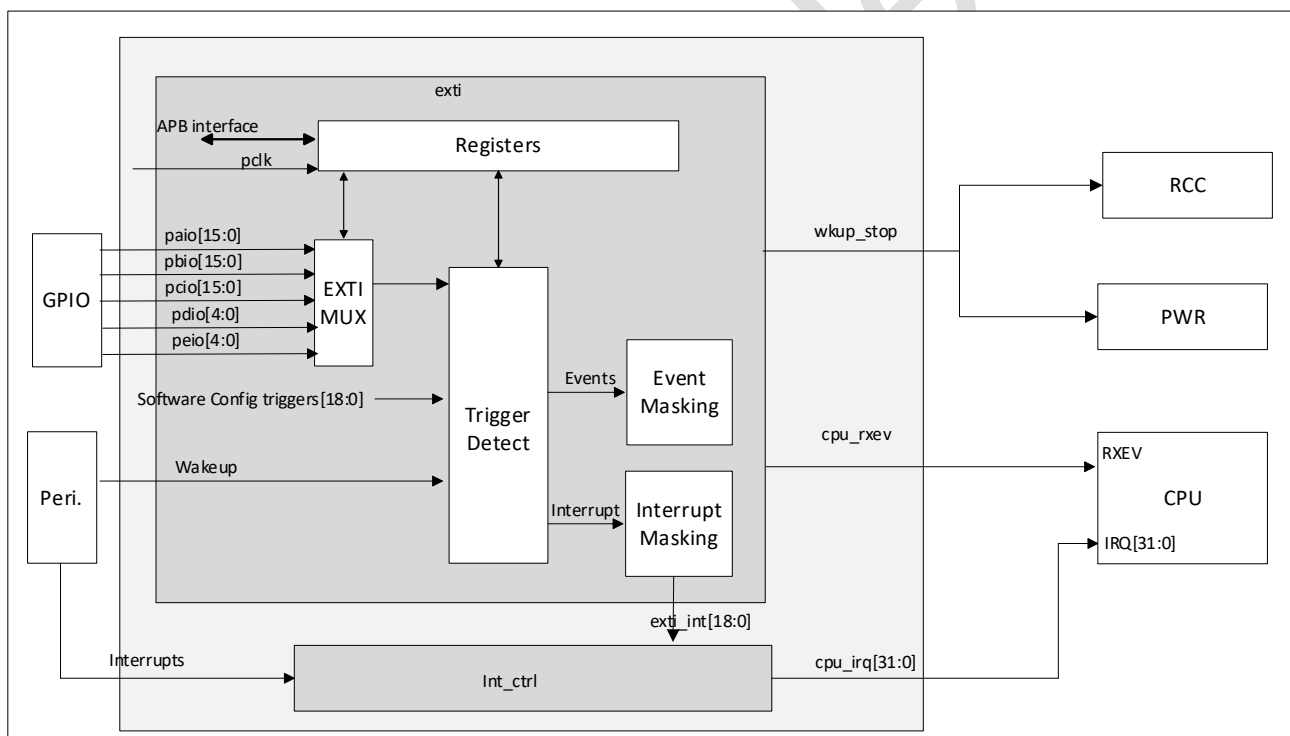 exti
APB interface
Registers
pclk
RCC
wkup_stop
GPIO
paio[15:0]
pbio[15:0]
pcio[15:0]
pdio[4:0]
peio[4:0]
EXTI
MUX
PWR
Software Config triggers[18:0]
Trigger
Detect
Events
Event
Masking
Peri.
Wakeup
cpu_rxev
RXEV
CPU
IRQ[31:0]
Interrupt
Interrupt
Masking
exti_int[18:0]
Interrupts
Int_ctrl
cpu_irq[31:0]